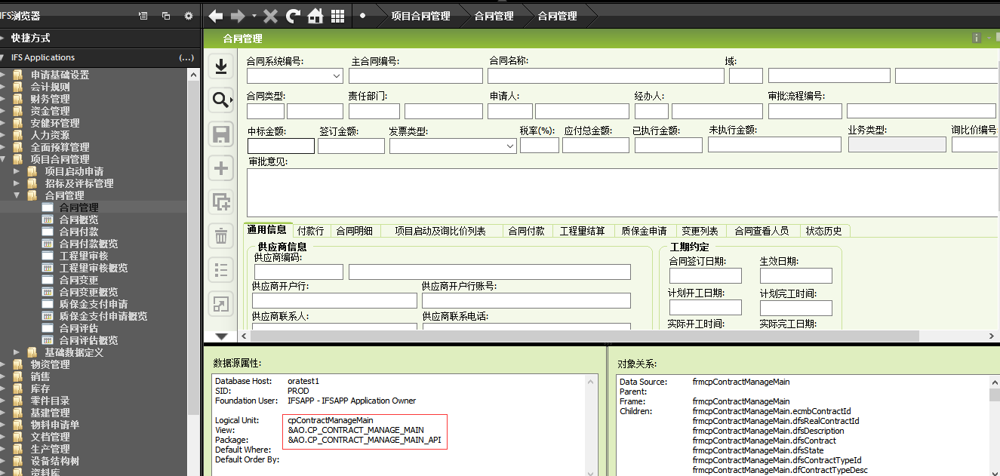 IFS浏览器
快捷方式
IFS Applications (...)
申请基础设置
会计规则
财务管理
资金管理
安健环管理
人力资源
全面预算管理
项目合同管理
项目启动申请
招标及评标管理
合同管理
合同管理
合同概览
合同付款
合同付款概览
工程量审核
工程量审核概览
合同变更
合同变更概览
质保金支付申请
质保金支付申请概览
合同评估
合同评估概览
基础数据定义
物资管理
销售
库存
零件目录
基建管理
物料申请单
文档管理
生产管理
设备结构树
资料库
项目合同管理 合同管理 合同管理
合同管理
合同系统编号: 主合同编号: 合同名称: 域:
合同类型: 责任部门: 申请人: 经办人: 审批流程编号:
中标金额: 签订金额: 发票类型: 税率(%): 应付总金额: 已执行金额: 未执行金额: 业务类型: 询比价编号
审批意见:
通用信息 付款行 合同明细 项目启动及询比价列表 合同付款 工程量结算 质保金申请 变更列表 合同查看人员 状态历史
供应商信息
供应商编码:
供应商开户行: 供应商开户行账号:
供应商联系人: 供应商联系电话:
工期约定
合同签订日期: 生效日期:
计划开工日期: 计划完工时间:
实际开工时间: 实际完工日期:
数据源属性:
Database Host: oratest1
SID: PROD
Foundation User: IFSAPP - IFSAPP Application Owner
Logical Unit: cpContractManageMain
View: &AO.CP_CONTRACT_MANAGE_MAIN
Package: &AO.CP_CONTRACT_MANAGE_MAIN_API
Default Where:
Default Order By:
对象关系:
Data Source: frmcpContractManageMain
Parent:
Frame: frmcpContractManageMain
Children: frmcpContractManageMain.ecmbContractId
frmcpContractManageMain.dfsRealContractId
frmcpContractManageMain.dfsDescription
frmcpContractManageMain.dfsContract
frmcpContractManageMain.dfsState
frmcpContractManageMain.dfsContractTypeId
frmcpContractManageMain.dfContractTypeDesc